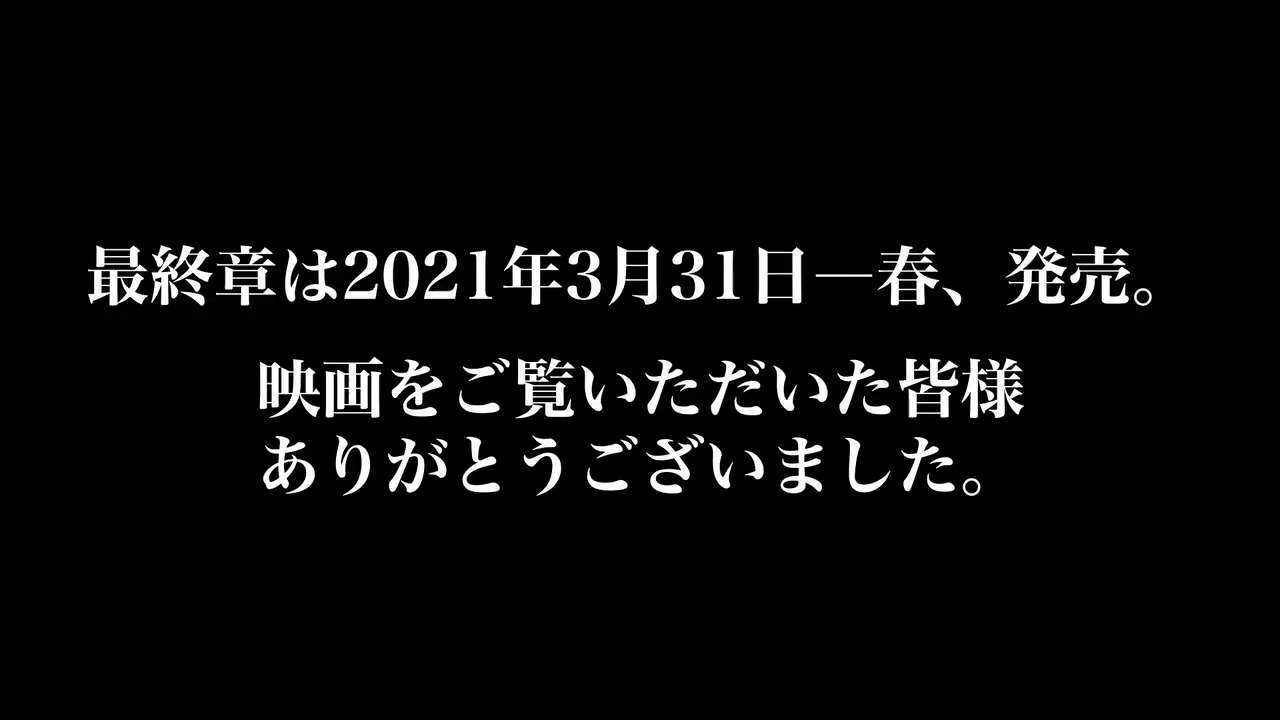 最終章は2021年3月31日―春、発売。
映画をご覧いただいた皆様
ありがとうございました。